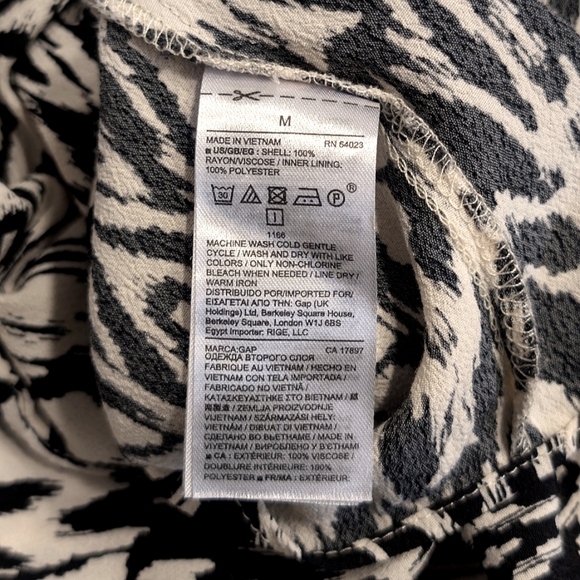 M
MADE IN VIETNAM RN 54023
US/GB/EG : SHELL: 100%
RAYON/VISCOSE / INNER LINING:
100% POLYESTER
30
P
®
I
1166
MACHINE WASH COLD GENTLE
CYCLE / WASH AND DRY WITH LIKE
COLORS / ONLY NON-CHLORINE
BLEACH WHEN NEEDED / LINE DRY /
WARM IRON
DISTRIBUIDO POR/IMPORTED FOR/
ΕΙΣΑΓΕΤΑΙ ΑΠΟ ΤΗΝ: Gap (UK
Holdings) Ltd, Berkeley Square House,
Berkeley Square, London W1J 6BS
Egypt Importer: RIGE, LLC
MARCA:GAP CA 17897
ОДЕЖДА ВТОРОГО СЛОЯ
FABRIQUE AU VIETNAM / HECHO EN
VIETNAM CON TELA IMPORTADA /
FABRICADO NO VIETNÃ /
ΚΑΤΑΣΚΕΥΑΣΤΗΚΕ ΣΤΟ ΒΙΕΤΝΑΜ /
/ ZEMLJA PROIZVODNJE
VIJETNAM / SZÁRMAZÁSI HELY:
VIETNÁM / DIBUAT DI VIETNAM /
СДЕЛАНО ВО ВЬЕТНАМЕ / MADE IN
VIYETNAM / ВИРОБЛЕНО У ВЄТНАМІ
CA : EXTÉRIEUR: 100% VISCOSE /
DOUBLURE INTÉRIEURE: 100%
POLYESTER FR/MA : EXTÉRIEUR: